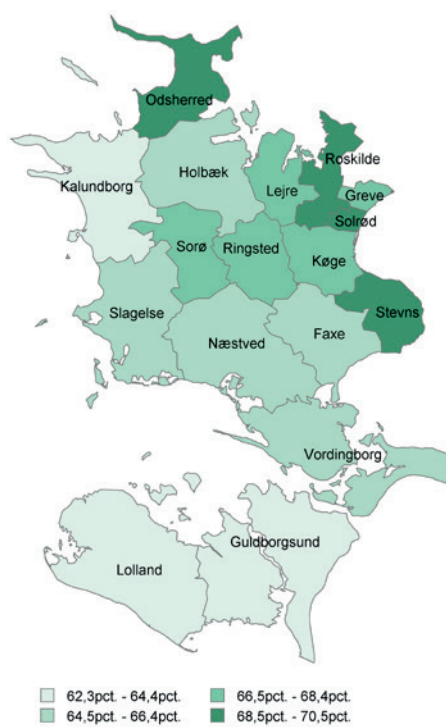 Odsherred
Roskilde
Holbæk
Kalundborg
Lejre
Greve
Solrød
Sorø
Ringsted
Køge
Slagelse
Stevns
Næstved
Faxe
Vordingborg
Guldborgsund
Lolland
62,3pct. - 64,4pct.
66,5pct. - 68,4pct.
64,5pct. - 66,4pct.
68,5pct. - 70,5pct.